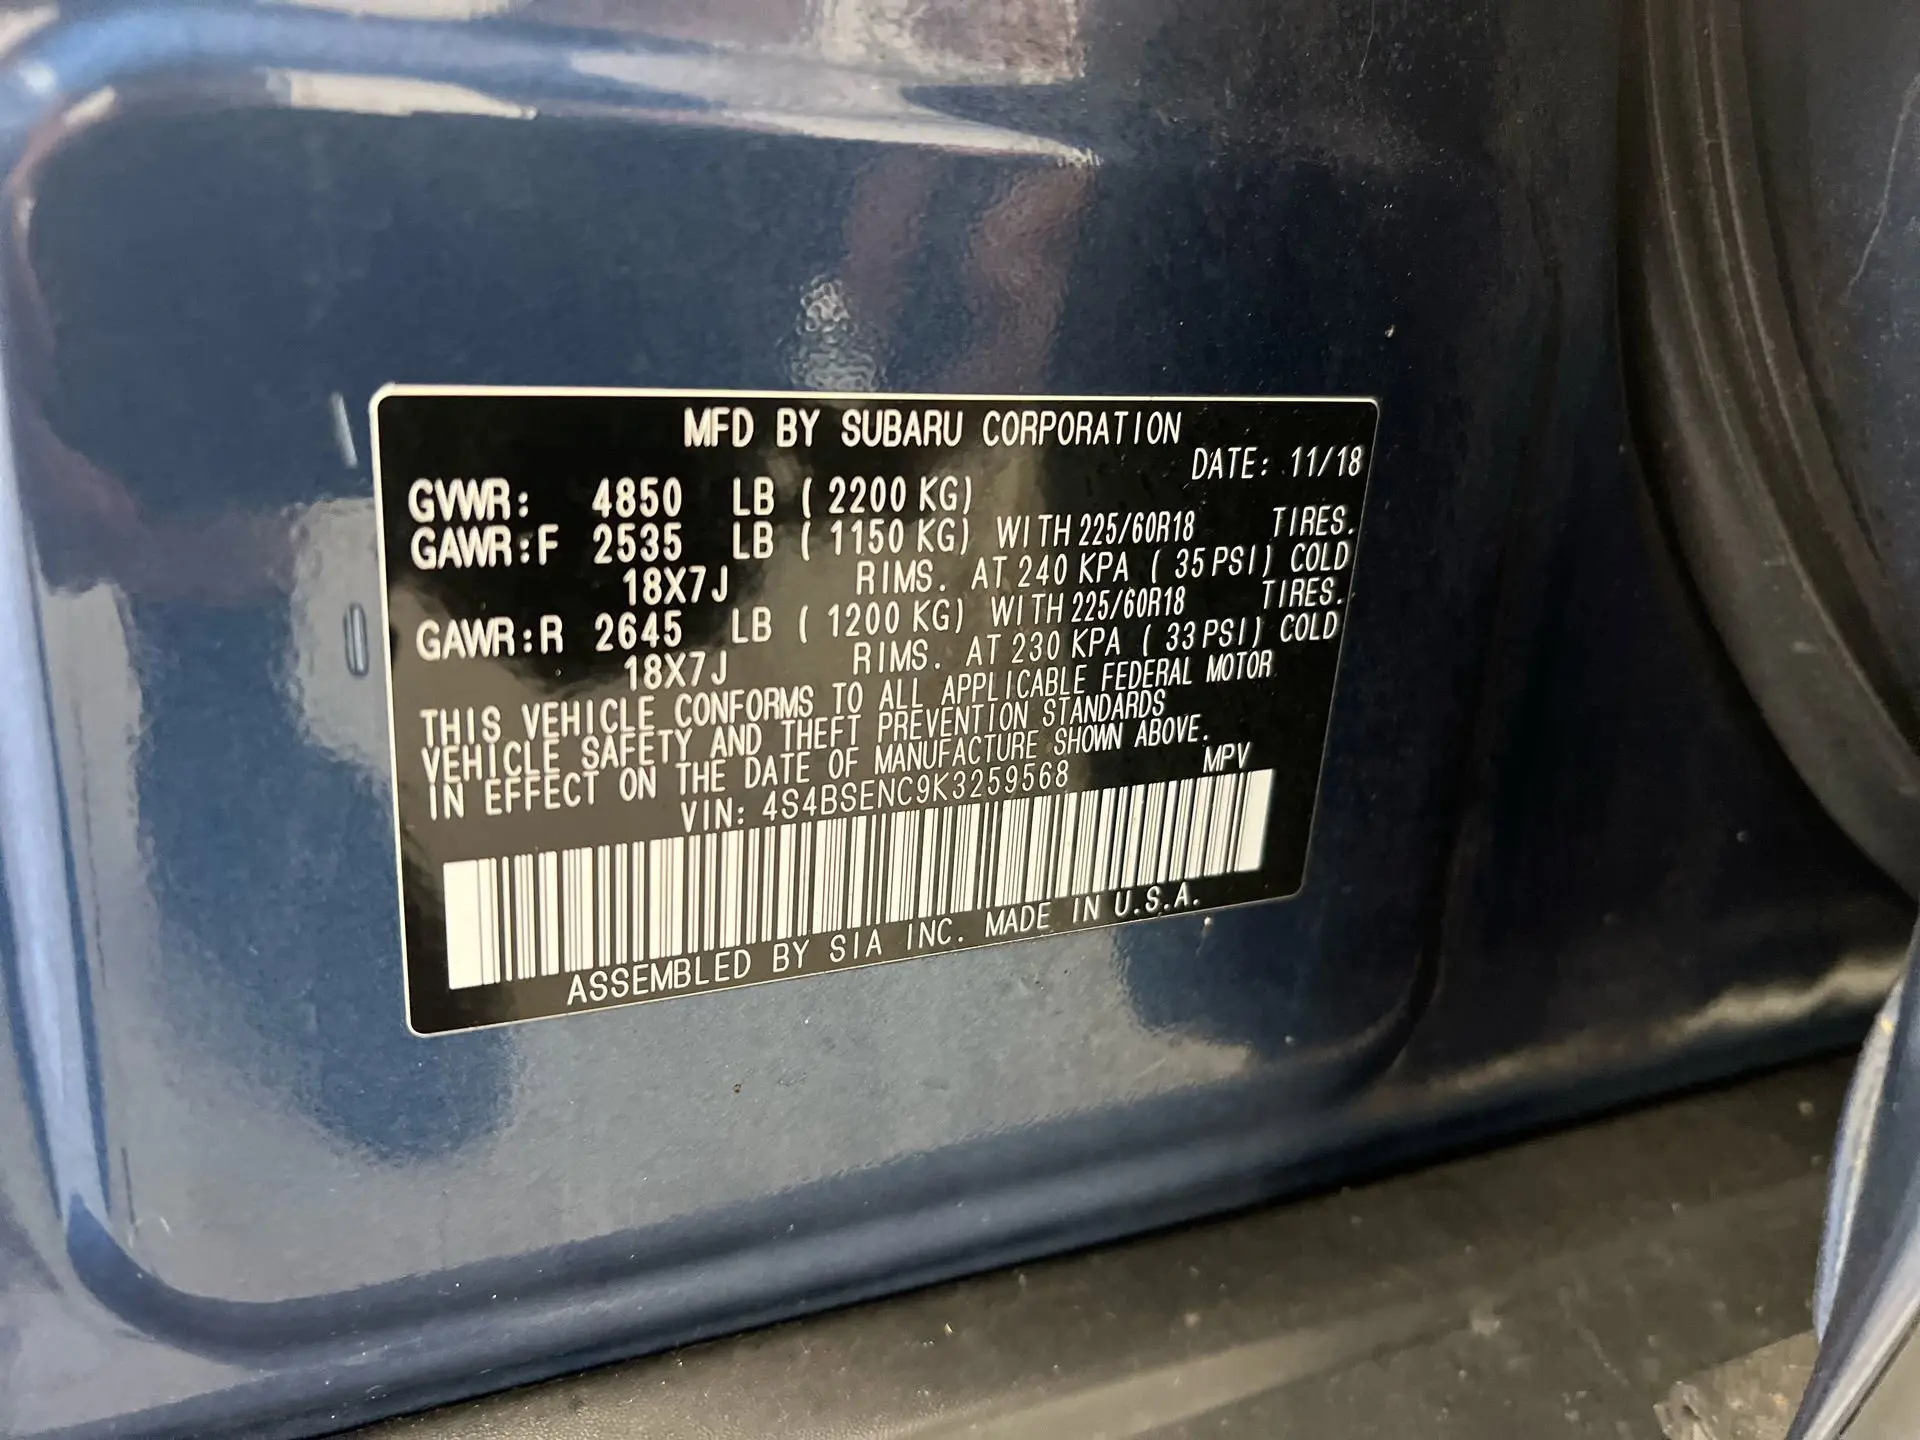 MFD BY SUBARU CORPORATION
DATE: 11/18
GVWR: 4850 LB ( 2200 KG)
GAWR:F 2535 LB ( 1150 KG) WITH 225/60R18 TIRES.
18X7J RIMS. AT 240 KPA ( 35 PSI) COLD
GAWR:R 2645 LB ( 1200 KG) WITH 225/60R18 TIRES.
18X7J RIMS. AT 230 KPA ( 33 PSI) COLD
THIS VEHICLE CONFORMS TO ALL APPLICABLE FEDERAL MOTOR
VEHICLE SAFETY AND THEFT PREVENTION STANDARDS
IN EFFECT ON THE DATE OF MANUFACTURE SHOWN ABOVE.
VIN: 4S4BSENC9K3259568 MPV
ASSEMBLED BY SIA INC. MADE IN U.S.A.